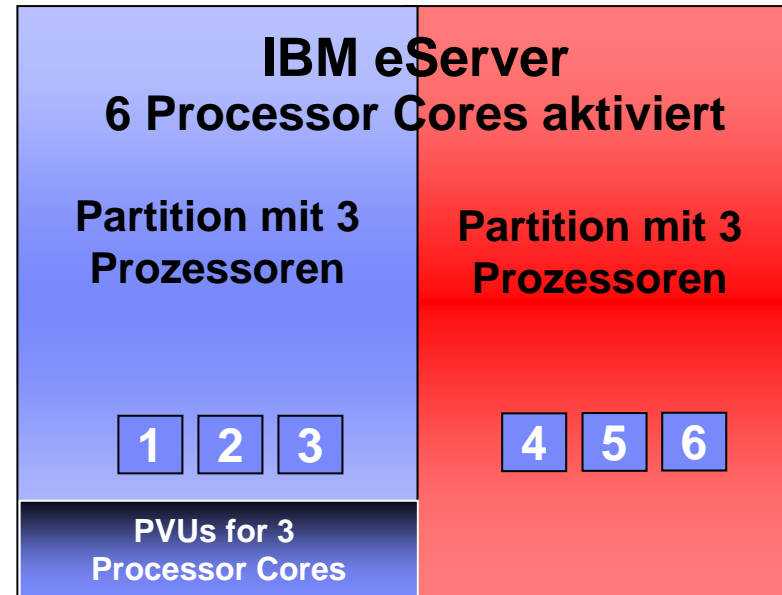 IBM eServer
6 Processor Cores aktiviert
Partition mit 3
Prozessoren
Partition mit 3
Prozessoren
1 2 3
4 5 6
PVUs for 3
Processor Cores